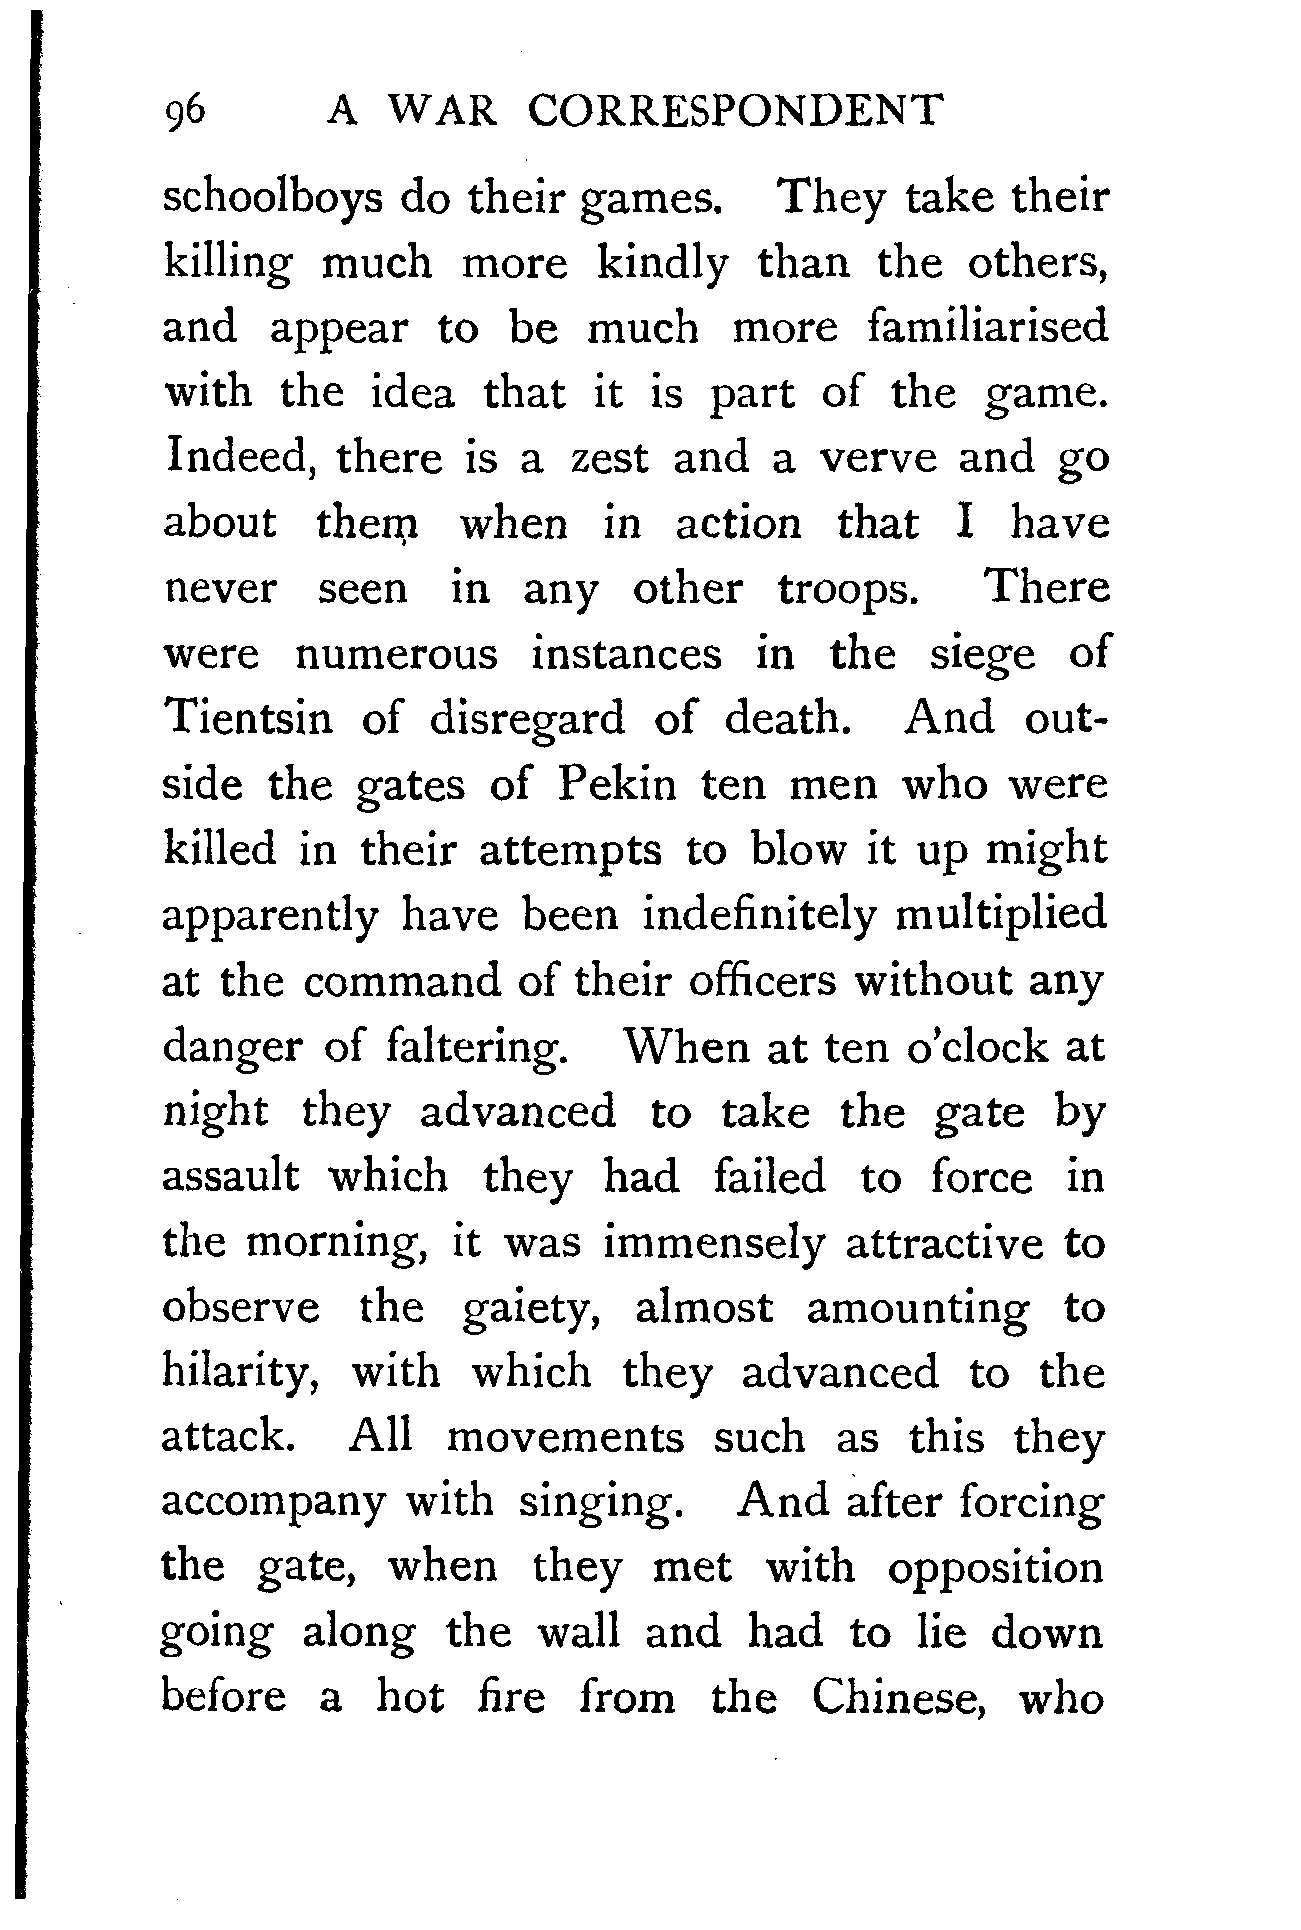 96 A WAR CORRESPONDENT
schoolboys do their games. They take their
killing much more kindly than the others,
and appear to be much more familiarised
with the idea that it is part of the game.
Indeed, there is a zest and a verve and go
about them when in action that I have
never seen in any other troops. There
were numerous instances in the siege of
Tientsin of disregard of death. And out-
side the gates of Pekin ten men who were
killed in their attempts to blow it up might
apparently have been indefinitely multiplied
at the command of their officers without any
danger of faltering. When at ten o'clock at
night they advanced to take the gate by
assault which they had failed to force in
the morning, it was immensely attractive to
observe the gaiety, almost amounting to
hilarity, with which they advanced to the
attack. All movements such as this they
accompany with singing. And after forcing
the gate, when they met with opposition
going along the wall and had to lie down
before a hot fire from the Chinese, who